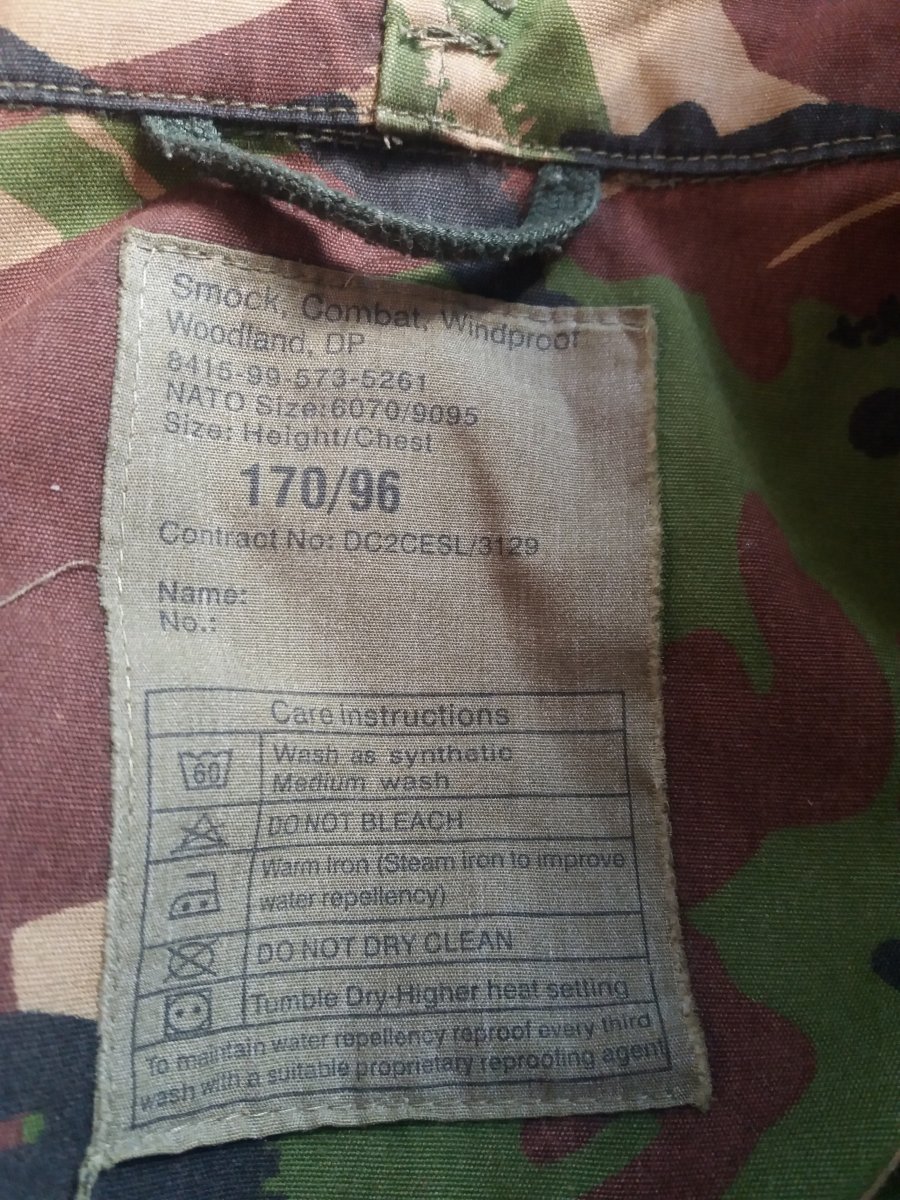 Smock, Combat, Windproof
Woodland, DP
8415-99-573-5261
NATO Size:6070/9095
Size: Height/Chest
170/96
Contract No: DC2CESL/3129
Name:
No.:
Care Instructions
60
Wash as synthetic
Medium wash
DO NOT BLEACH
Warm Iron (Steam iron to improve
water repellency)
DO NOT DRY CLEAN
Tumble Dry-Higher heat setting
To maintain water repellency reproof every third
wash with a suitable proprietary reproofing agent